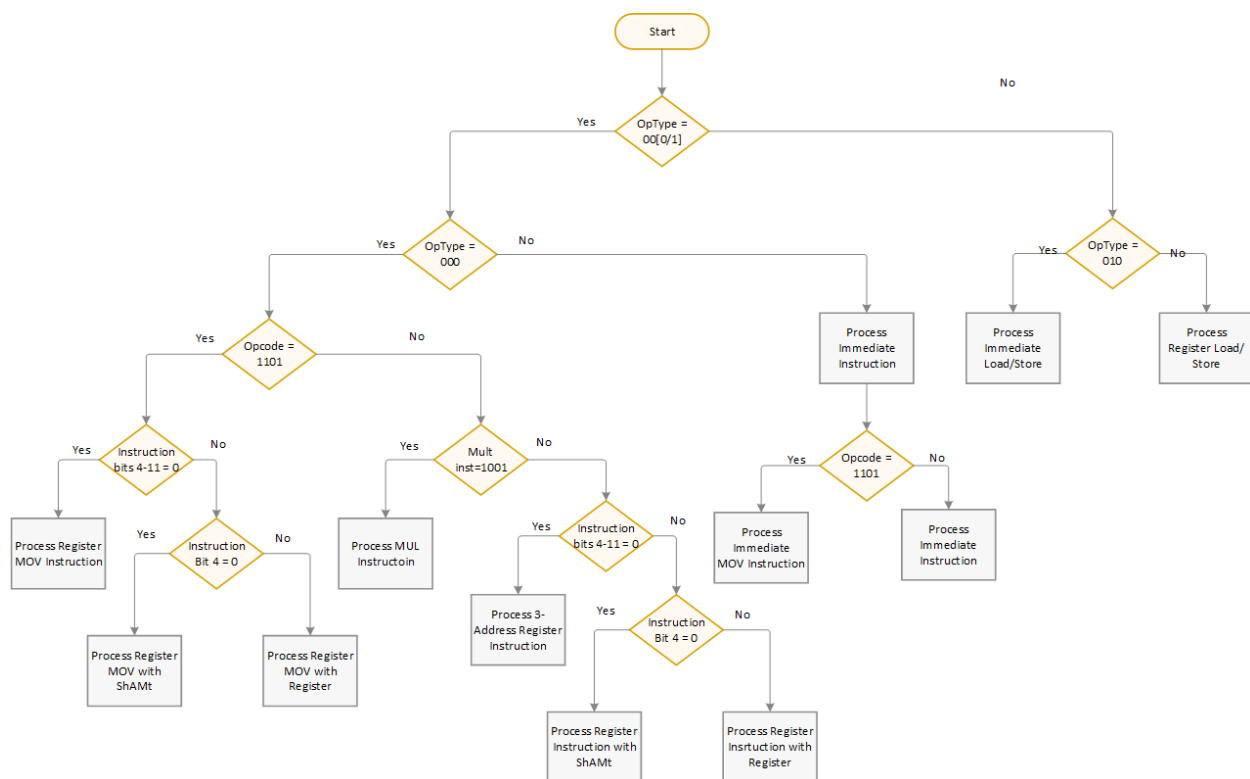 Start
No
Yes
OpType =
00[0/1]
Yes
OpType =
000
No
Yes
OpType =
010
No
Yes
Opcode =
1101
No
Process
Immediate
Instruction
Process
Immediate
Load/Store
Process
Register Load/
Store
Yes
Instruction
bits 4-11 = 0
No
Yes
Mult
inst=1001
No
Yes
Opcode =
1101
No
Process Register
MOV Instruction
Yes
Instruction
Bit 4 = 0
No
Process MUL
Instructoin
Yes
Instruction
bits 4-11 = 0
No
Process
Immediate
MOV Instruction
Process
Immediate
Instruction
Process Register
MOV with
ShAMt
Process Register
MOV with
Register
Process 3-
Address Register
Instruction
Yes
Instruction
Bit 4 = 0
No
Process Register
Instruction with
ShAMt
Process Register
Insrtuction with
Register